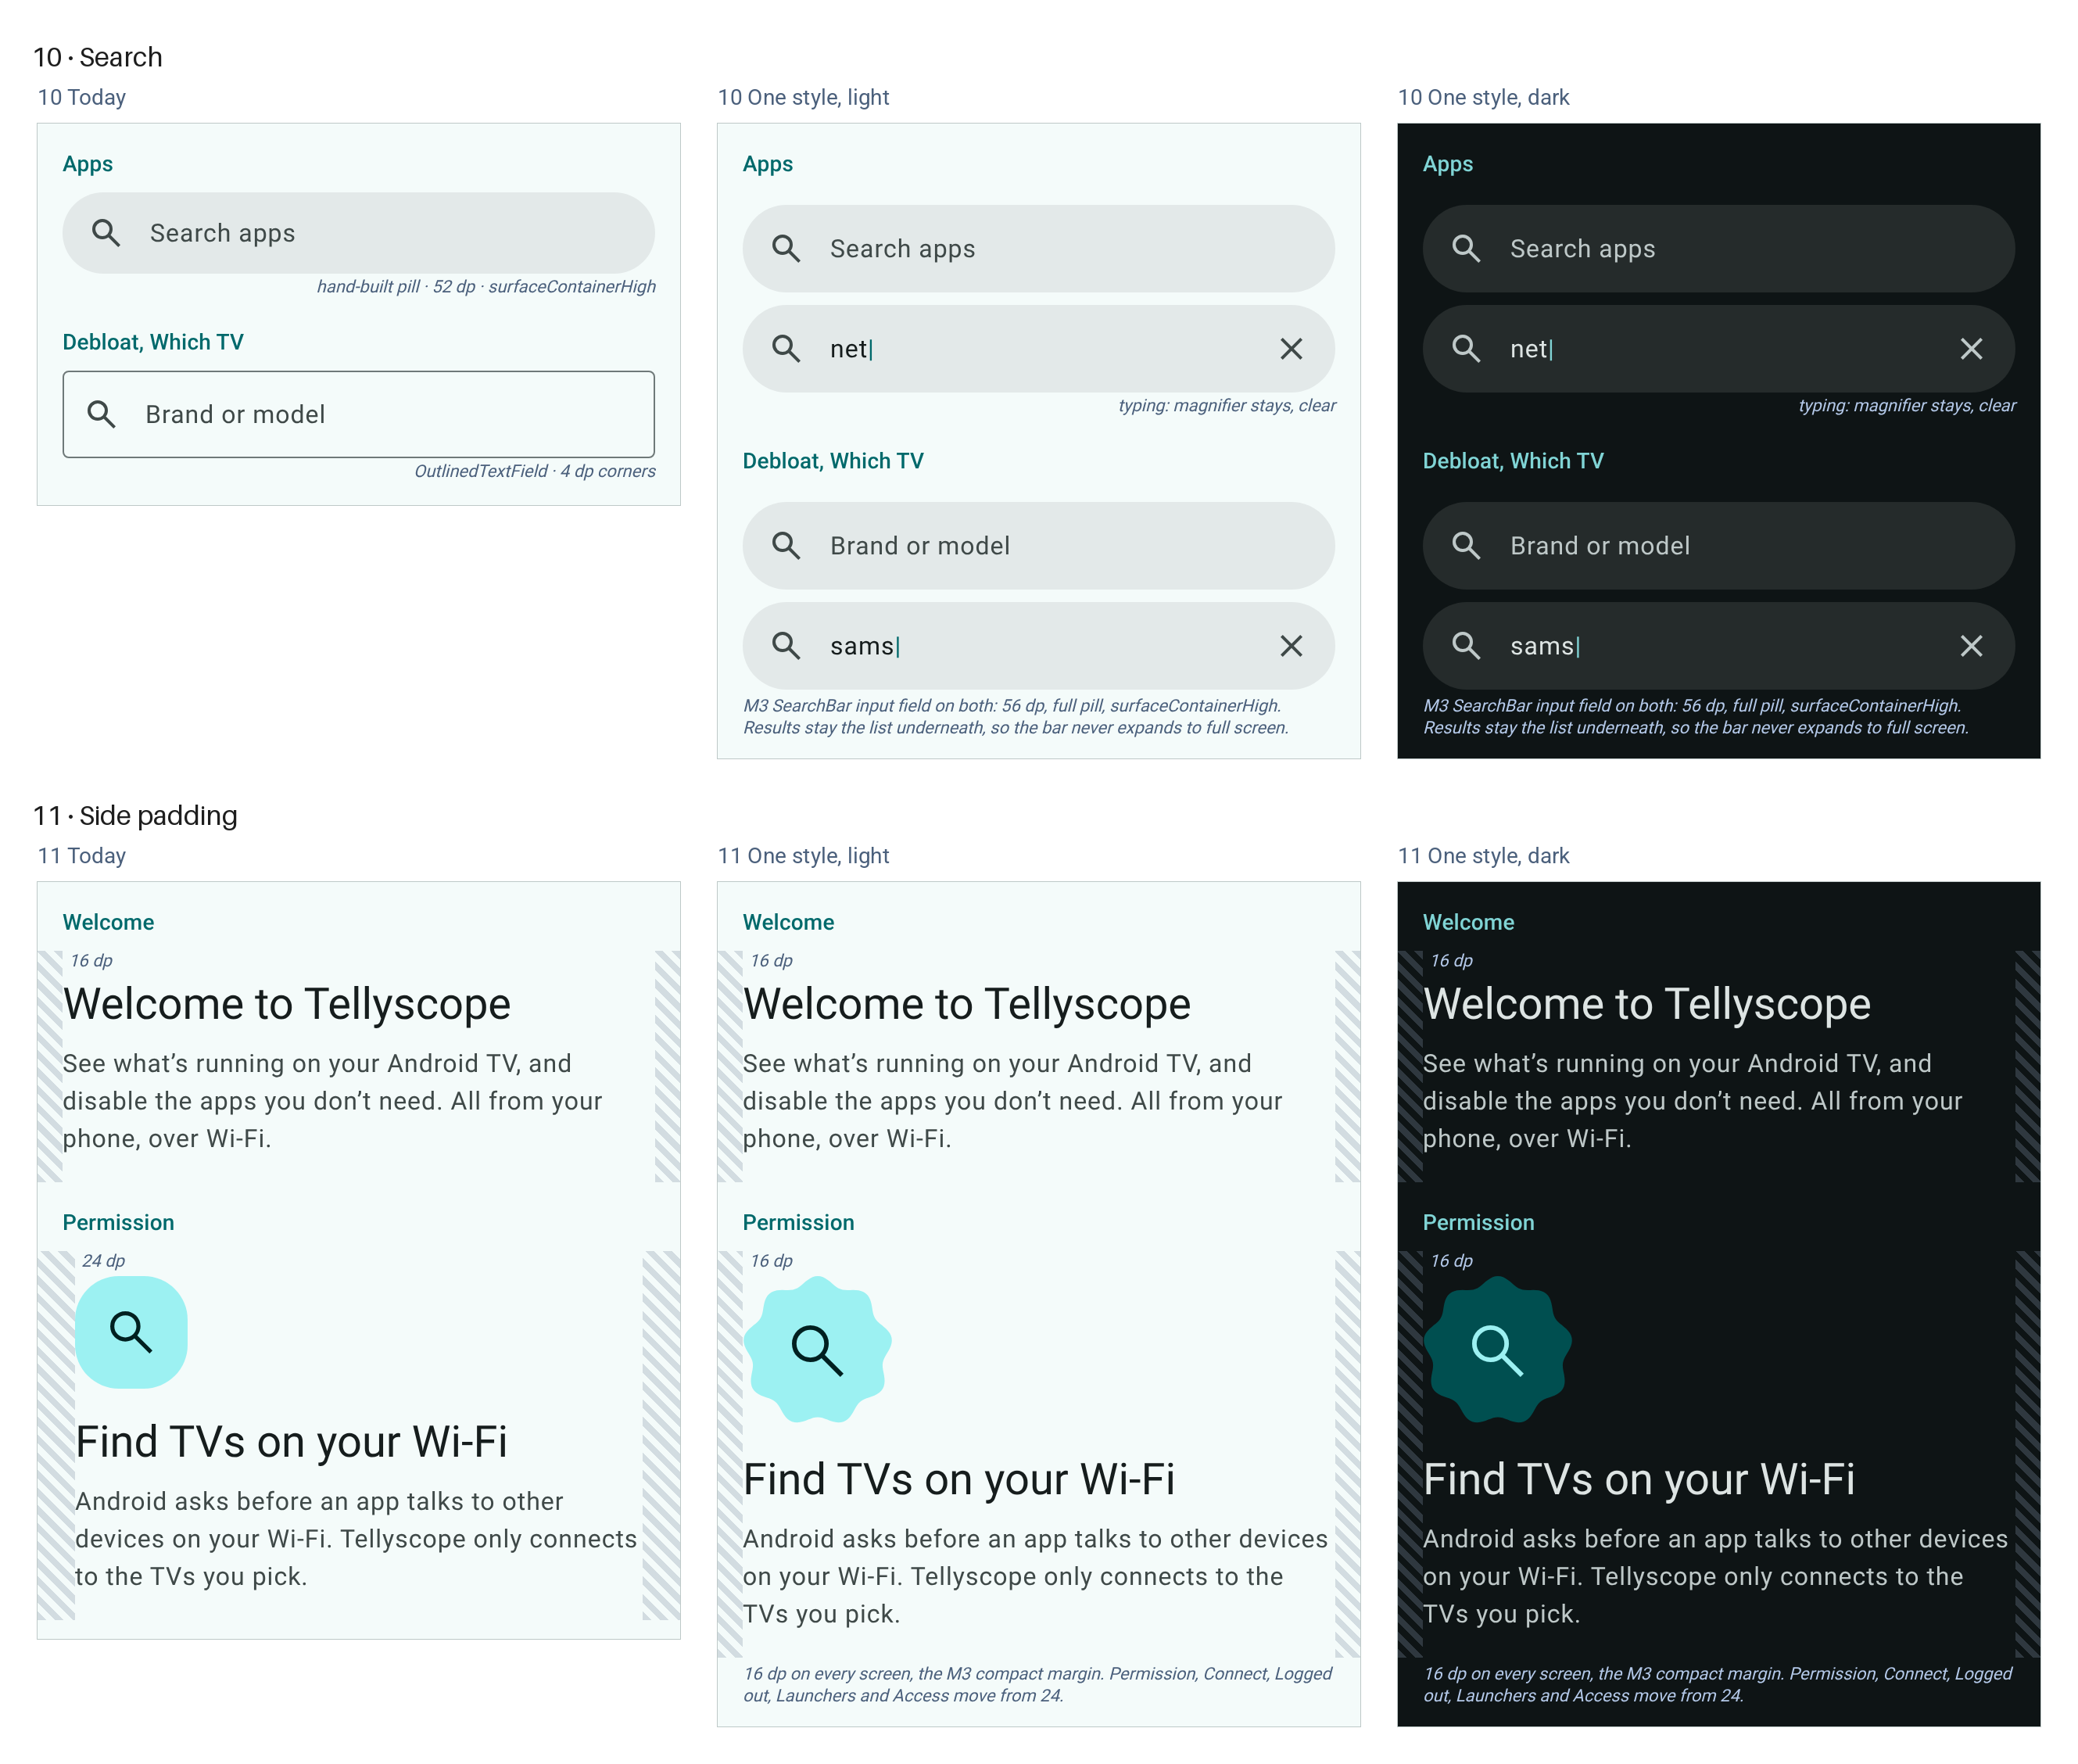 10 · Search
10 Today
Apps
Search apps
hand-built pill · 52 dp · surfaceContainerHigh
Debloat, Which TV
Brand or model
OutlinedTextField · 4 dp corners
10 One style, light
Apps
Search apps
net
typing: magnifier stays, clear
Debloat, Which TV
Brand or model
sams
M3 SearchBar input field on both: 56 dp, full pill, surfaceContainerHigh.
Results stay the list underneath, so the bar never expands to full screen.
10 One style, dark
Apps
Search apps
net
typing: magnifier stays, clear
Debloat, Which TV
Brand or model
sams
M3 SearchBar input field on both: 56 dp, full pill, surfaceContainerHigh.
Results stay the list underneath, so the bar never expands to full screen.
11 · Side padding
11 Today
Welcome
16 dp
Welcome to Tellyscope
See what’s running on your Android TV, and
disable the apps you don’t need. All from your
phone, over Wi-Fi.
Permission
24 dp
Find TVs on your Wi-Fi
Android asks before an app talks to other
devices on your Wi-Fi. Tellyscope only connects
to the TVs you pick.
11 One style, light
Welcome
16 dp
Welcome to Tellyscope
See what’s running on your Android TV, and
disable the apps you don’t need. All from your
phone, over Wi-Fi.
Permission
16 dp
Find TVs on your Wi-Fi
Android asks before an app talks to other devices
on your Wi-Fi. Tellyscope only connects to the
TVs you pick.
16 dp on every screen, the M3 compact margin. Permission, Connect, Logged
out, Launchers and Access move from 24.
11 One style, dark
Welcome
16 dp
Welcome to Tellyscope
See what’s running on your Android TV, and
disable the apps you don’t need. All from your
phone, over Wi-Fi.
Permission
16 dp
Find TVs on your Wi-Fi
Android asks before an app talks to other devices
on your Wi-Fi. Tellyscope only connects to the
TVs you pick.
16 dp on every screen, the M3 compact margin. Permission, Connect, Logged
out, Launchers and Access move from 24.